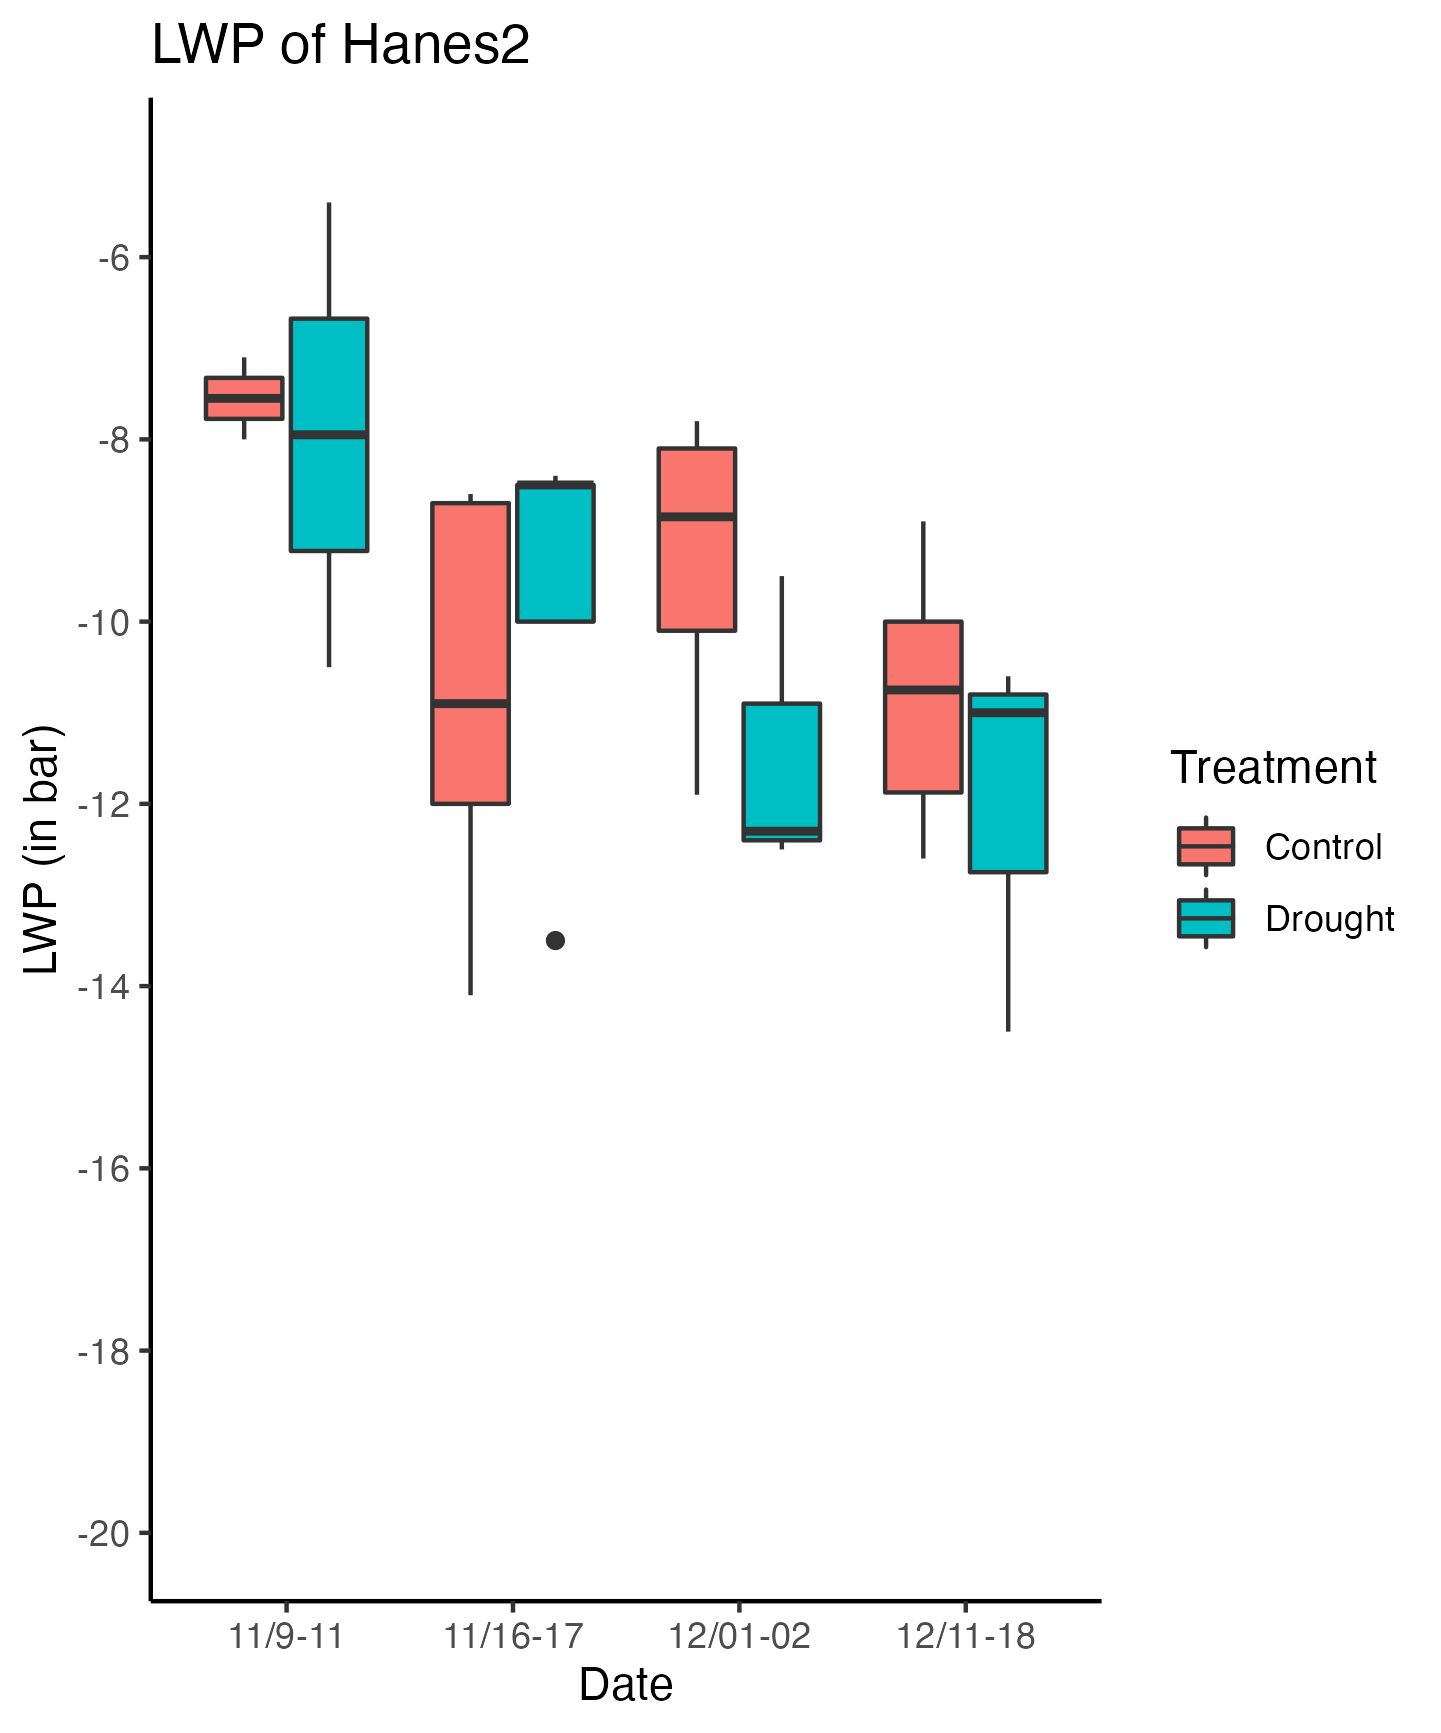 LWP of Hanes2
LWP (in bar)
-6
-8
-10
-12
-14
-16
-18
-20
11/9-11
11/16-17
12/01-02
12/11-18
Date
Treatment
Control
Drought